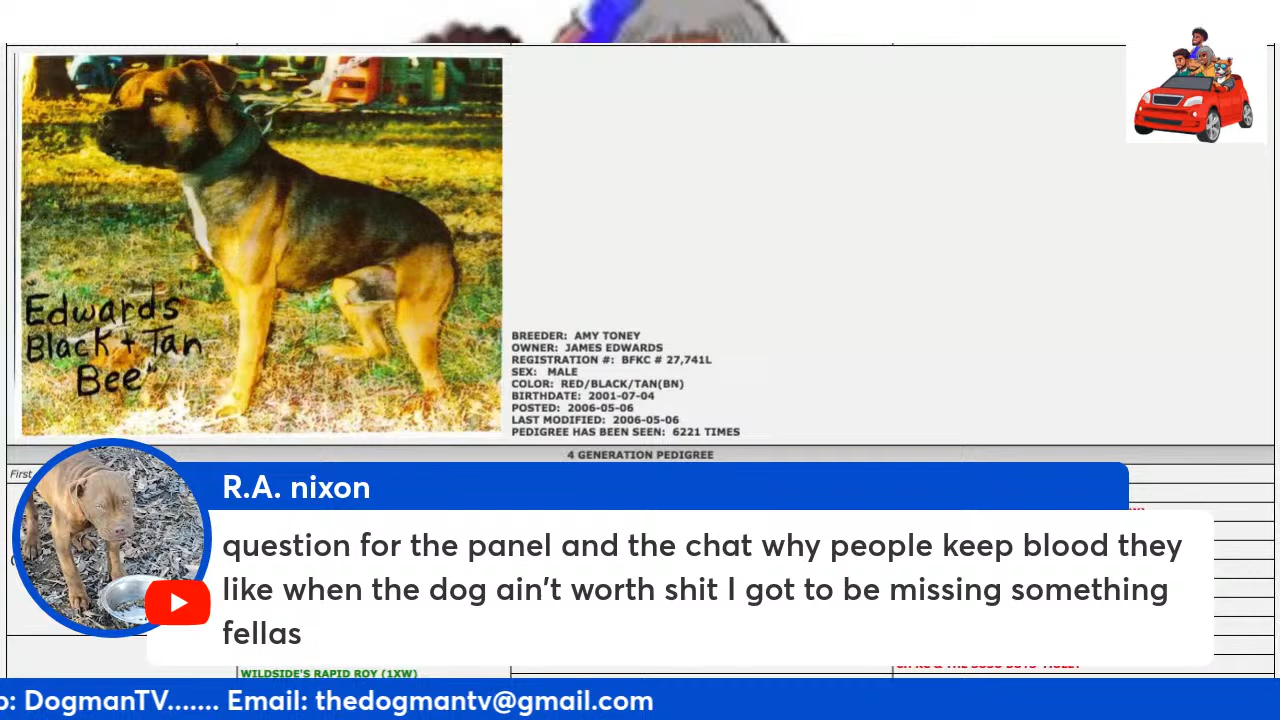 "Edwards'
Black + Tan
Bee"
BREEDER: AMY TONEY
OWNER: JAMES EDWARDS
REGISTRATION #: BFKC # 27,741L
SEX: MALE
COLOR: RED/BLACK/TAN(BN)
BIRTHDATE: 2001-07-04
POSTED: 2006-05-06
LAST MODIFIED: 2006-05-06
PEDIGREE HAS BEEN SEEN: 6221 TIMES
4 GENERATION PEDIGREE
First
R.A. nixon
question for the panel and the chat why people keep blood they
like when the dog ain't worth shit I got to be missing something
fellas
WILDSIDE'S RAPID ROY (1XW)
o: DogmanTV....... Email: thedogmantv@gmail.com